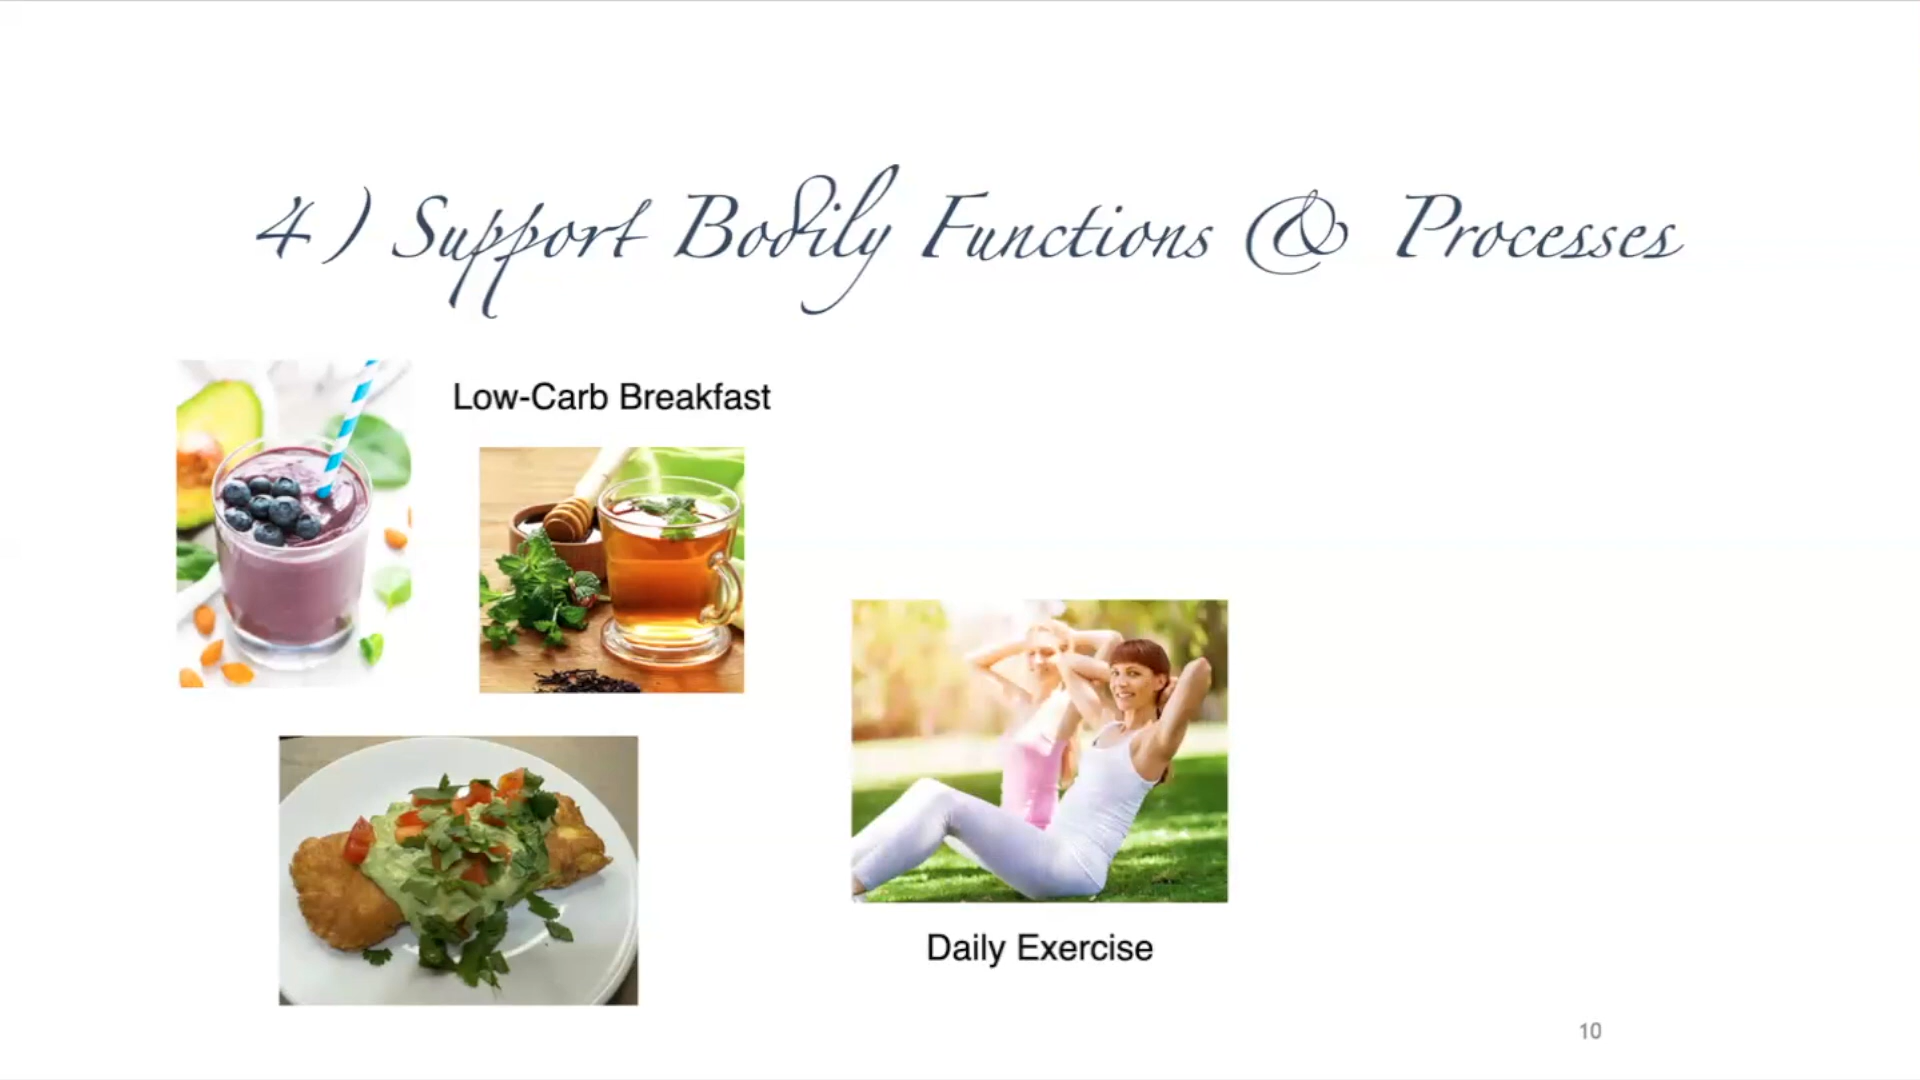 4) Support Bodily Functions & Processes
Low-Carb Breakfast
Daily Exercise
10